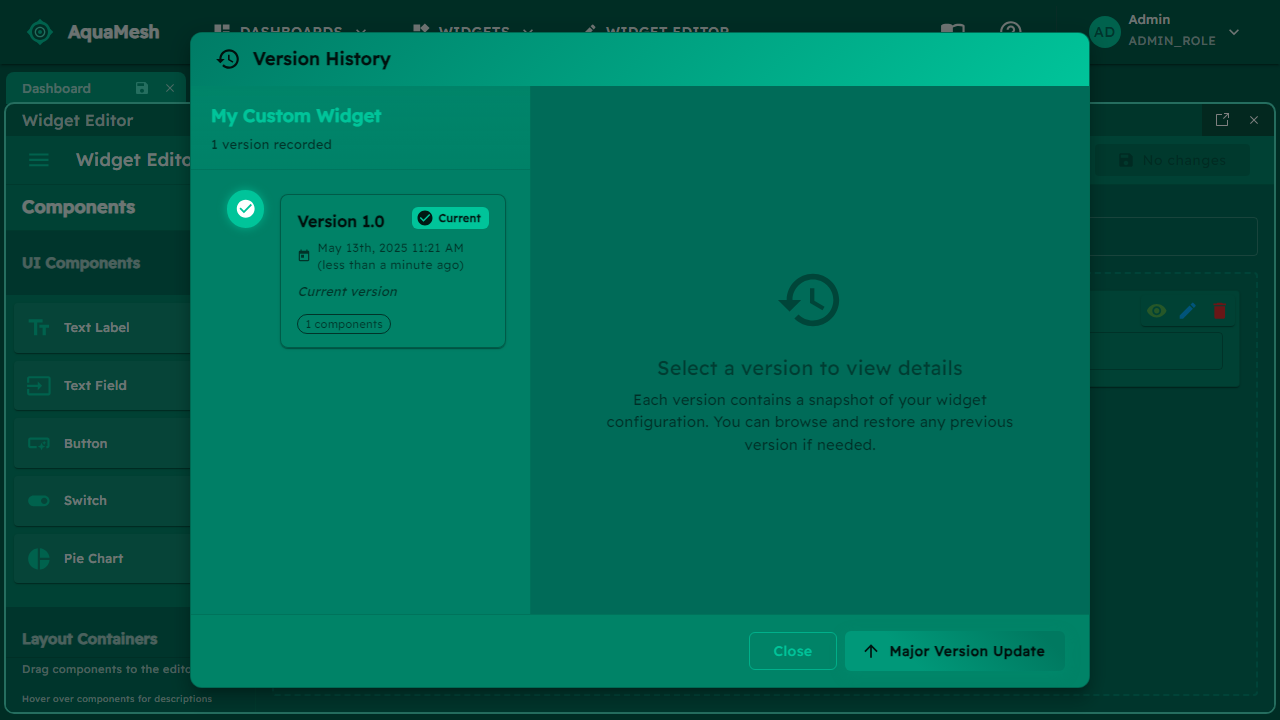 AquaMesh
DASHBOARDS
WIDGETS
WIDGET EDITOR
AD
Admin
ADMIN_ROLE
Dashboard
Widget Editor
Widget Edito
No changes
Components
UI Components
Text Label
Text Field
Button
Switch
Pie Chart
Layout Containers
Drag components to the edito
Hover over components for descriptions
Version History
My Custom Widget
1 version recorded
Version 1.0
Current
May 13th, 2025 11:21 AM
(less than a minute ago)
Current version
1 components
Select a version to view details
Each version contains a snapshot of your widget
configuration. You can browse and restore any previous
version if needed.
Close
Major Version Update